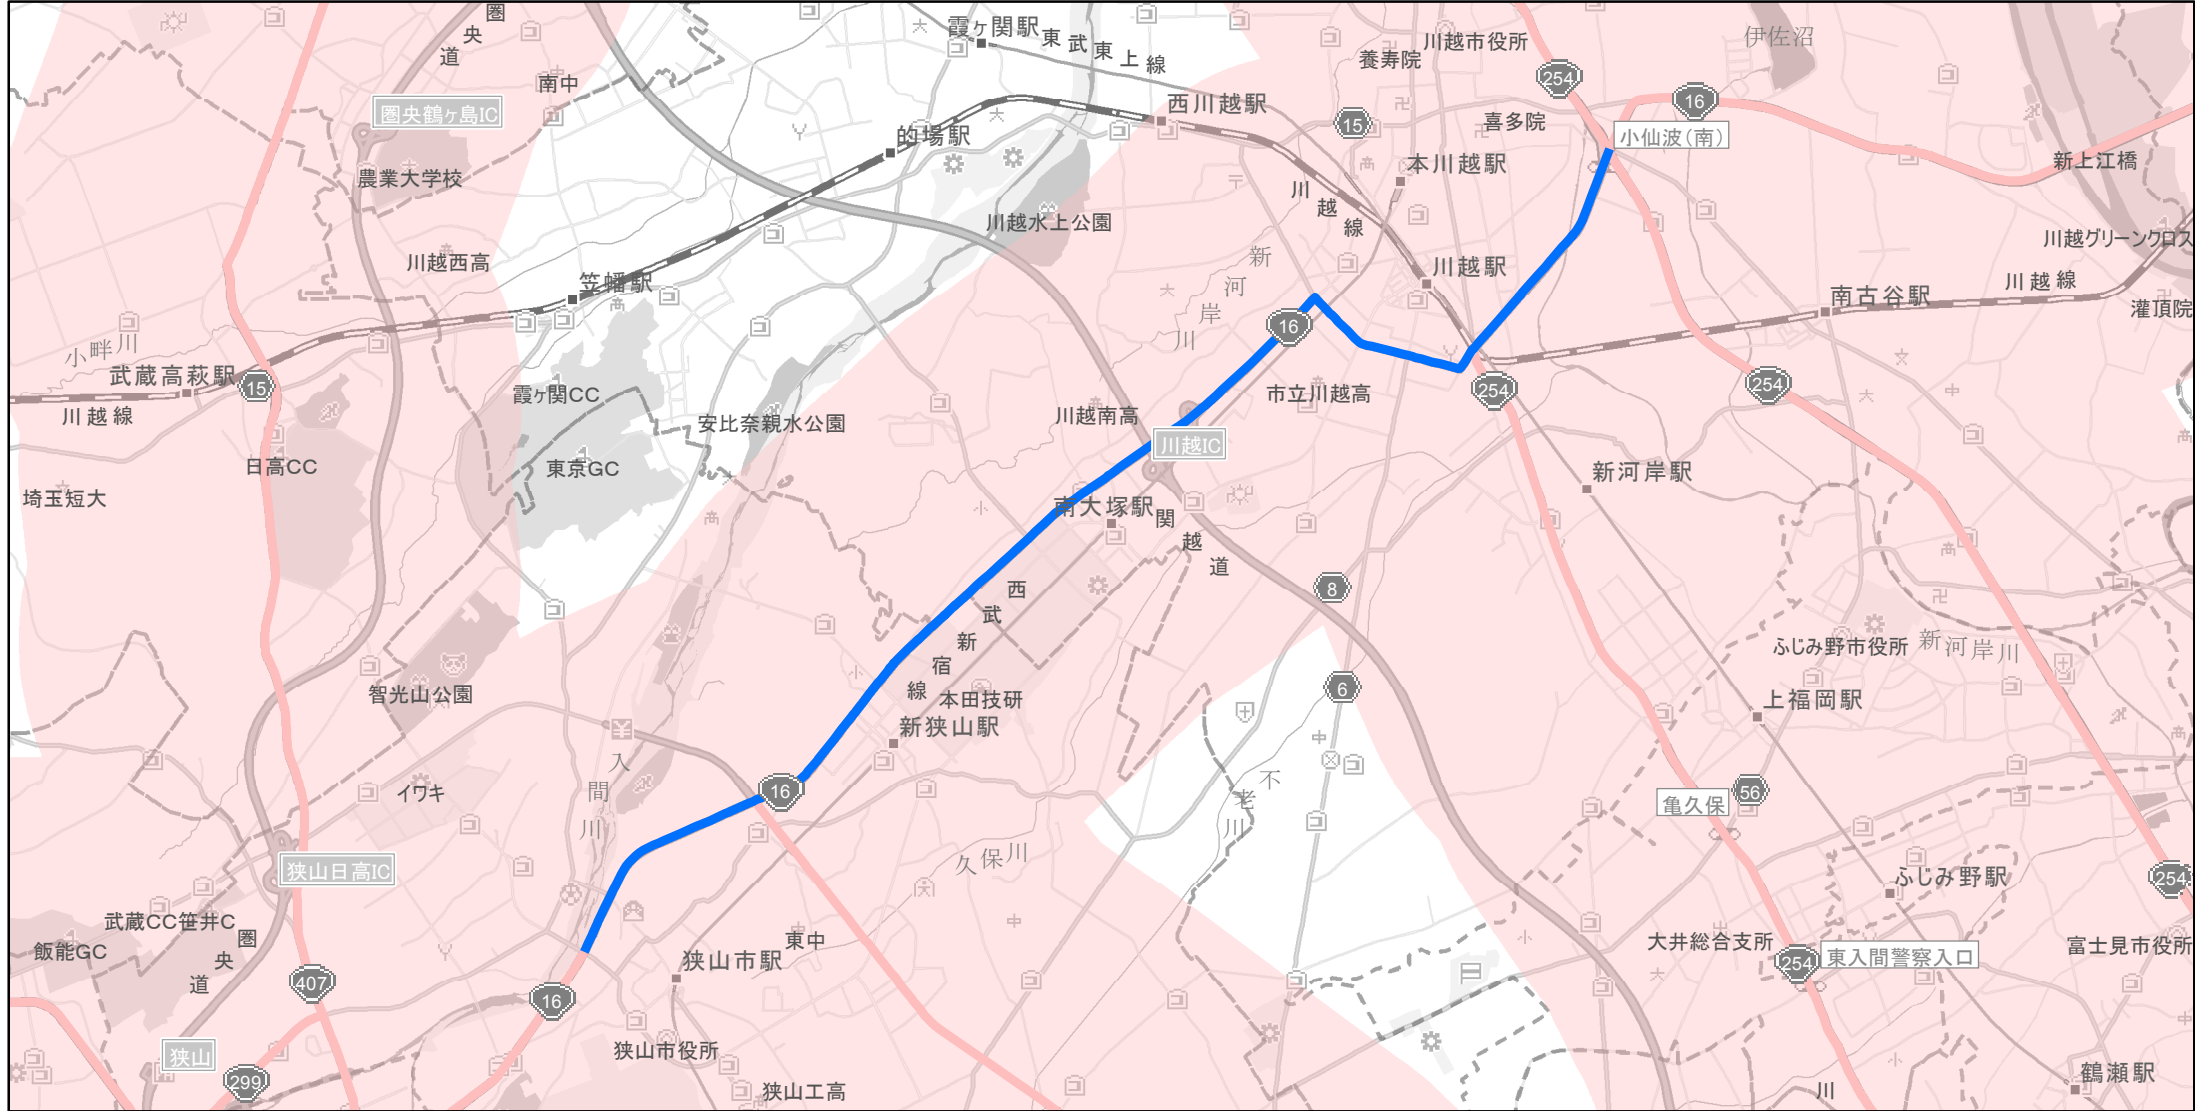 圏央道
霞ヶ関駅
東武東上線
川越市役所
養寿院
伊佐沼
南中
254
圏央鶴ヶ島IC
西川越駅
16
15
喜多院
小仙波(南)
的場駅
農業大学校
本川越駅
新上江橋
川越線
川越水上公園
川越西高
新河岸川
川越グリーンクロス
川越駅
笠幡駅
川越線
南古谷駅
灌頂院
16
小畔川
武蔵高萩駅
15
川越線
霞ヶ関CC
254
254
市立川越高
川越南高
安比奈親水公園
川越IC
日高CC
東京GC
新河岸駅
埼玉短大
南大塚駅
関越道
8
西武新宿線
ふじみ野市役所
新河岸川
6
智光山公園
本田技研
上福岡駅
新狭山駅
入間川
不老川
16
イワキ
56
亀久保
久保川
狭山日高IC
ふじみ野駅
254
武蔵CC笹井C
圏央道
飯能GC
東中
狭山市駅
大井総合支所
254
東入間警察入口
富士見市役所
407
16
狭山
狭山市役所
299
狭山工高
鶴瀬駅
川